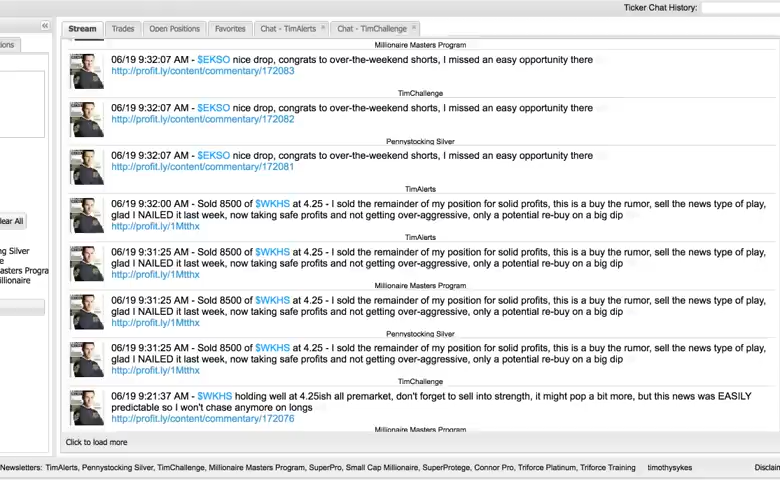 Ticker Chat History:
Stream
Trades
Open Positions
Favorites
Chat - TimAlerts
Chat - TimChallenge
ions
Millionaire Masters Program
06/19 9:32:07 AM - $EKSO nice drop, congrats to over-the-weekend shorts, I missed an easy opportunity there
http://profit.ly/content/commentary/172083
TimChallenge
06/19 9:32:07 AM - $EKSO nice drop, congrats to over-the-weekend shorts, I missed an easy opportunity there
http://profit.ly/content/commentary/172082
Pennystocking Silver
06/19 9:32:07 AM - $EKSO nice drop, congrats to over-the-weekend shorts, I missed an easy opportunity there
http://profit.ly/content/commentary/172081
TimAlerts
06/19 9:32:00 AM - Sold 8500 of $WKHS at 4.25 - I sold the remainder of my position for solid profits, this is a buy the rumor, sell the news type of play,
glad I NAILED it last week, now taking safe profits and not getting over-aggressive, only a potential re-buy on a big dip
http://profit.ly/1Mtthx
TimAlerts
06/19 9:31:25 AM - Sold 8500 of $WKHS at 4.25 - I sold the remainder of my position for solid profits, this is a buy the rumor, sell the news type of play,
glad I NAILED it last week, now taking safe profits and not getting over-aggressive, only a potential re-buy on a big dip
http://profit.ly/1Mtthx
Millionaire Masters Program
06/19 9:31:25 AM - Sold 8500 of $WKHS at 4.25 - I sold the remainder of my position for solid profits, this is a buy the rumor, sell the news type of play,
glad I NAILED it last week, now taking safe profits and not getting over-aggressive, only a potential re-buy on a big dip
http://profit.ly/1Mtthx
Pennystocking Silver
06/19 9:31:25 AM - Sold 8500 of $WKHS at 4.25 - I sold the remainder of my position for solid profits, this is a buy the rumor, sell the news type of play,
glad I NAILED it last week, now taking safe profits and not getting over-aggressive, only a potential re-buy on a big dip
http://profit.ly/1Mtthx
TimChallenge
06/19 9:21:37 AM - $WKHS holding well at 4.25ish all premarket, don't forget to sell into strength, it might pop a bit more, but this news was EASILY
predictable so I won't chase anymore on longs
http://profit.ly/content/commentary/172076
Millionaire Masters Program
Click to load more
lear All
ng Silver
e
asters Progra
illionaire
Newsletters: TimAlerts, Pennystocking Silver, TimChallenge, Millionaire Masters Program, SuperPro, Small Cap Millionaire, SuperProtege, Connor Pro, Triforce Platinum, Triforce Training
timothysykes
Disclaim